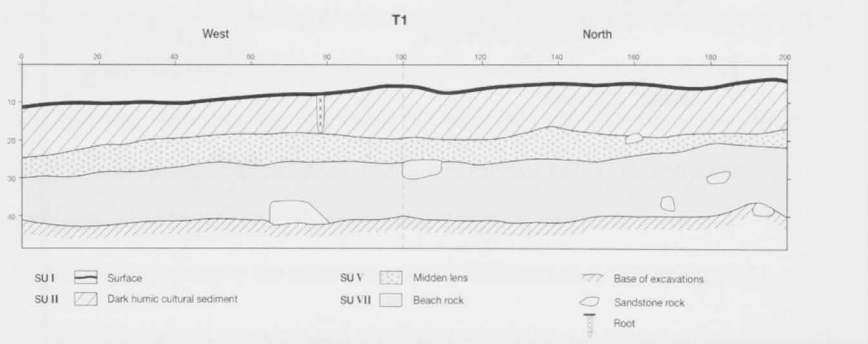 T1
West North
0 20 40 60 80 100 120 140 160 180 200
10
20
30
40
SU I Surface
SU II Dark humic cultural sediment
SU V Midden lens
SU VII Beach rock
Base of excavations
Sandstone rock
Root